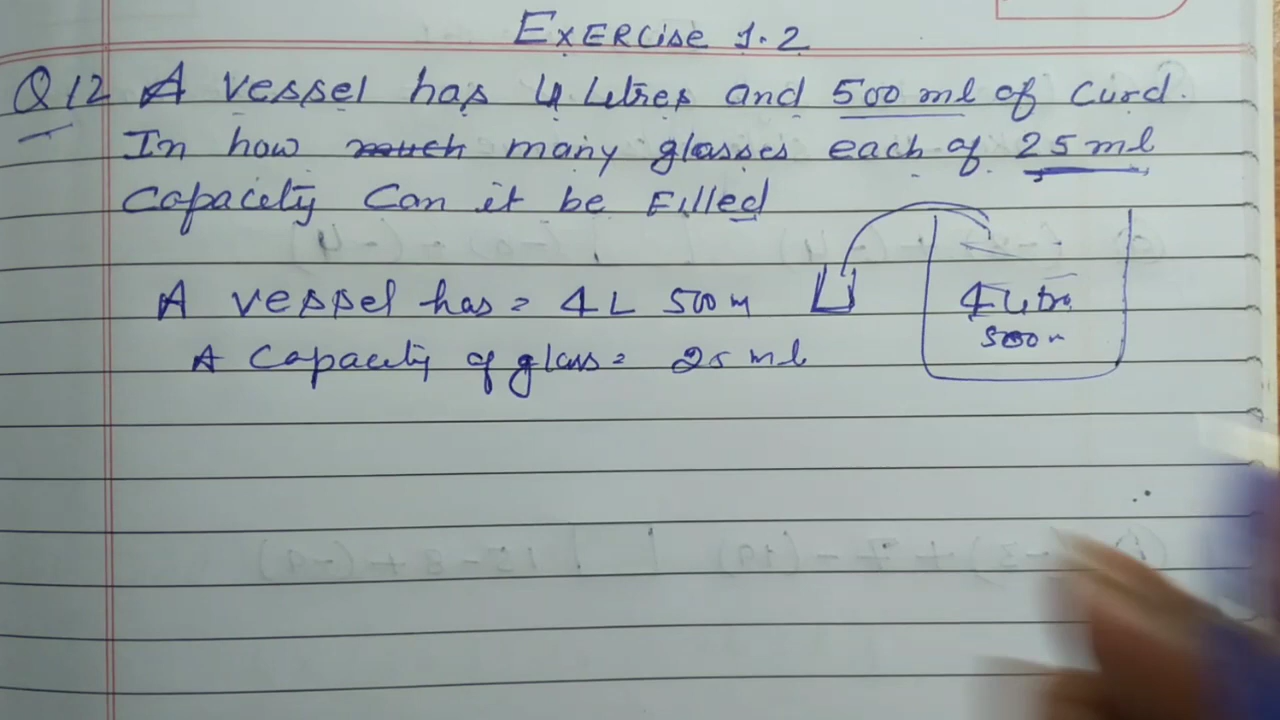 Exercise 1.2
Q12 A vessel has 4 Litres and 500 ml of Curd.
In how much many glasses each of 25 ml
Capacity Can it be Filled
A vessel has = 4 L 500 m
4 Litre
500 m
A Capacity of glass = 25 ml